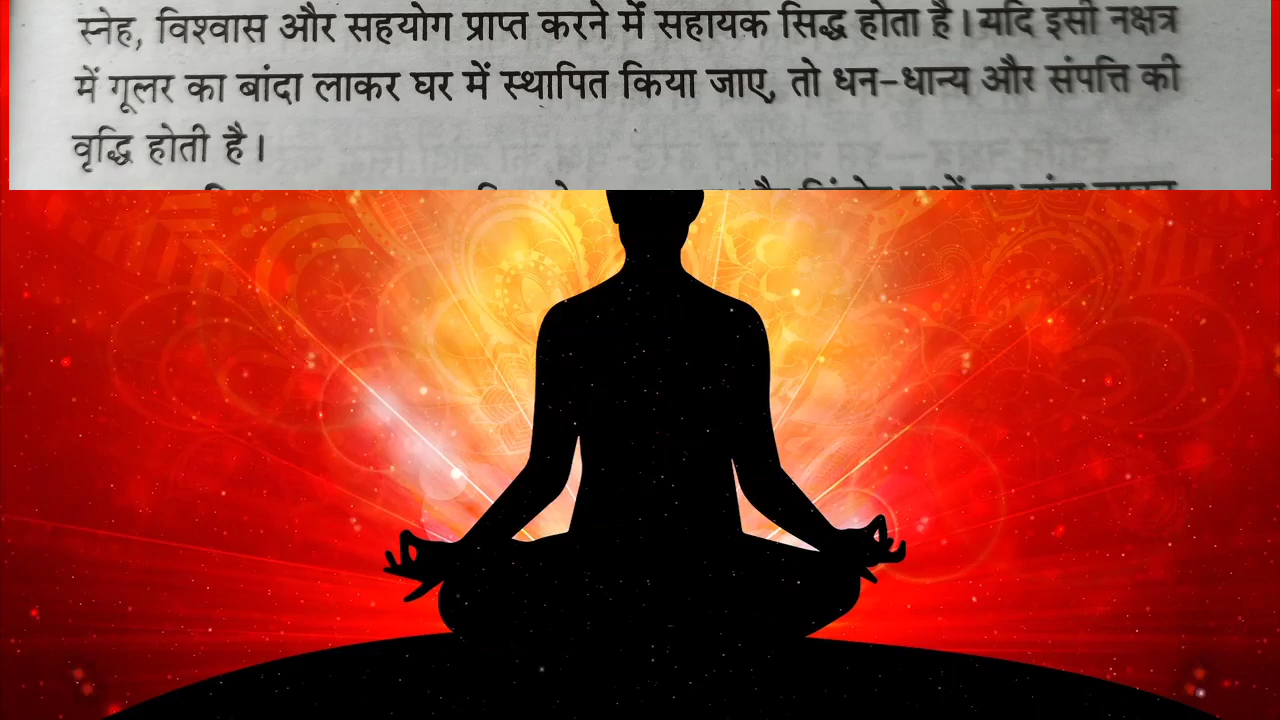 स्नेह, विश्वास और सहयोग प्राप्त करने में सहायक सिद्ध होता है। यदि इसी नक्षत्र
में गूलर का बांदा लाकर घर में स्थापित किया जाए, तो धन-धान्य और संपत्ति की
वृद्धि होती है।